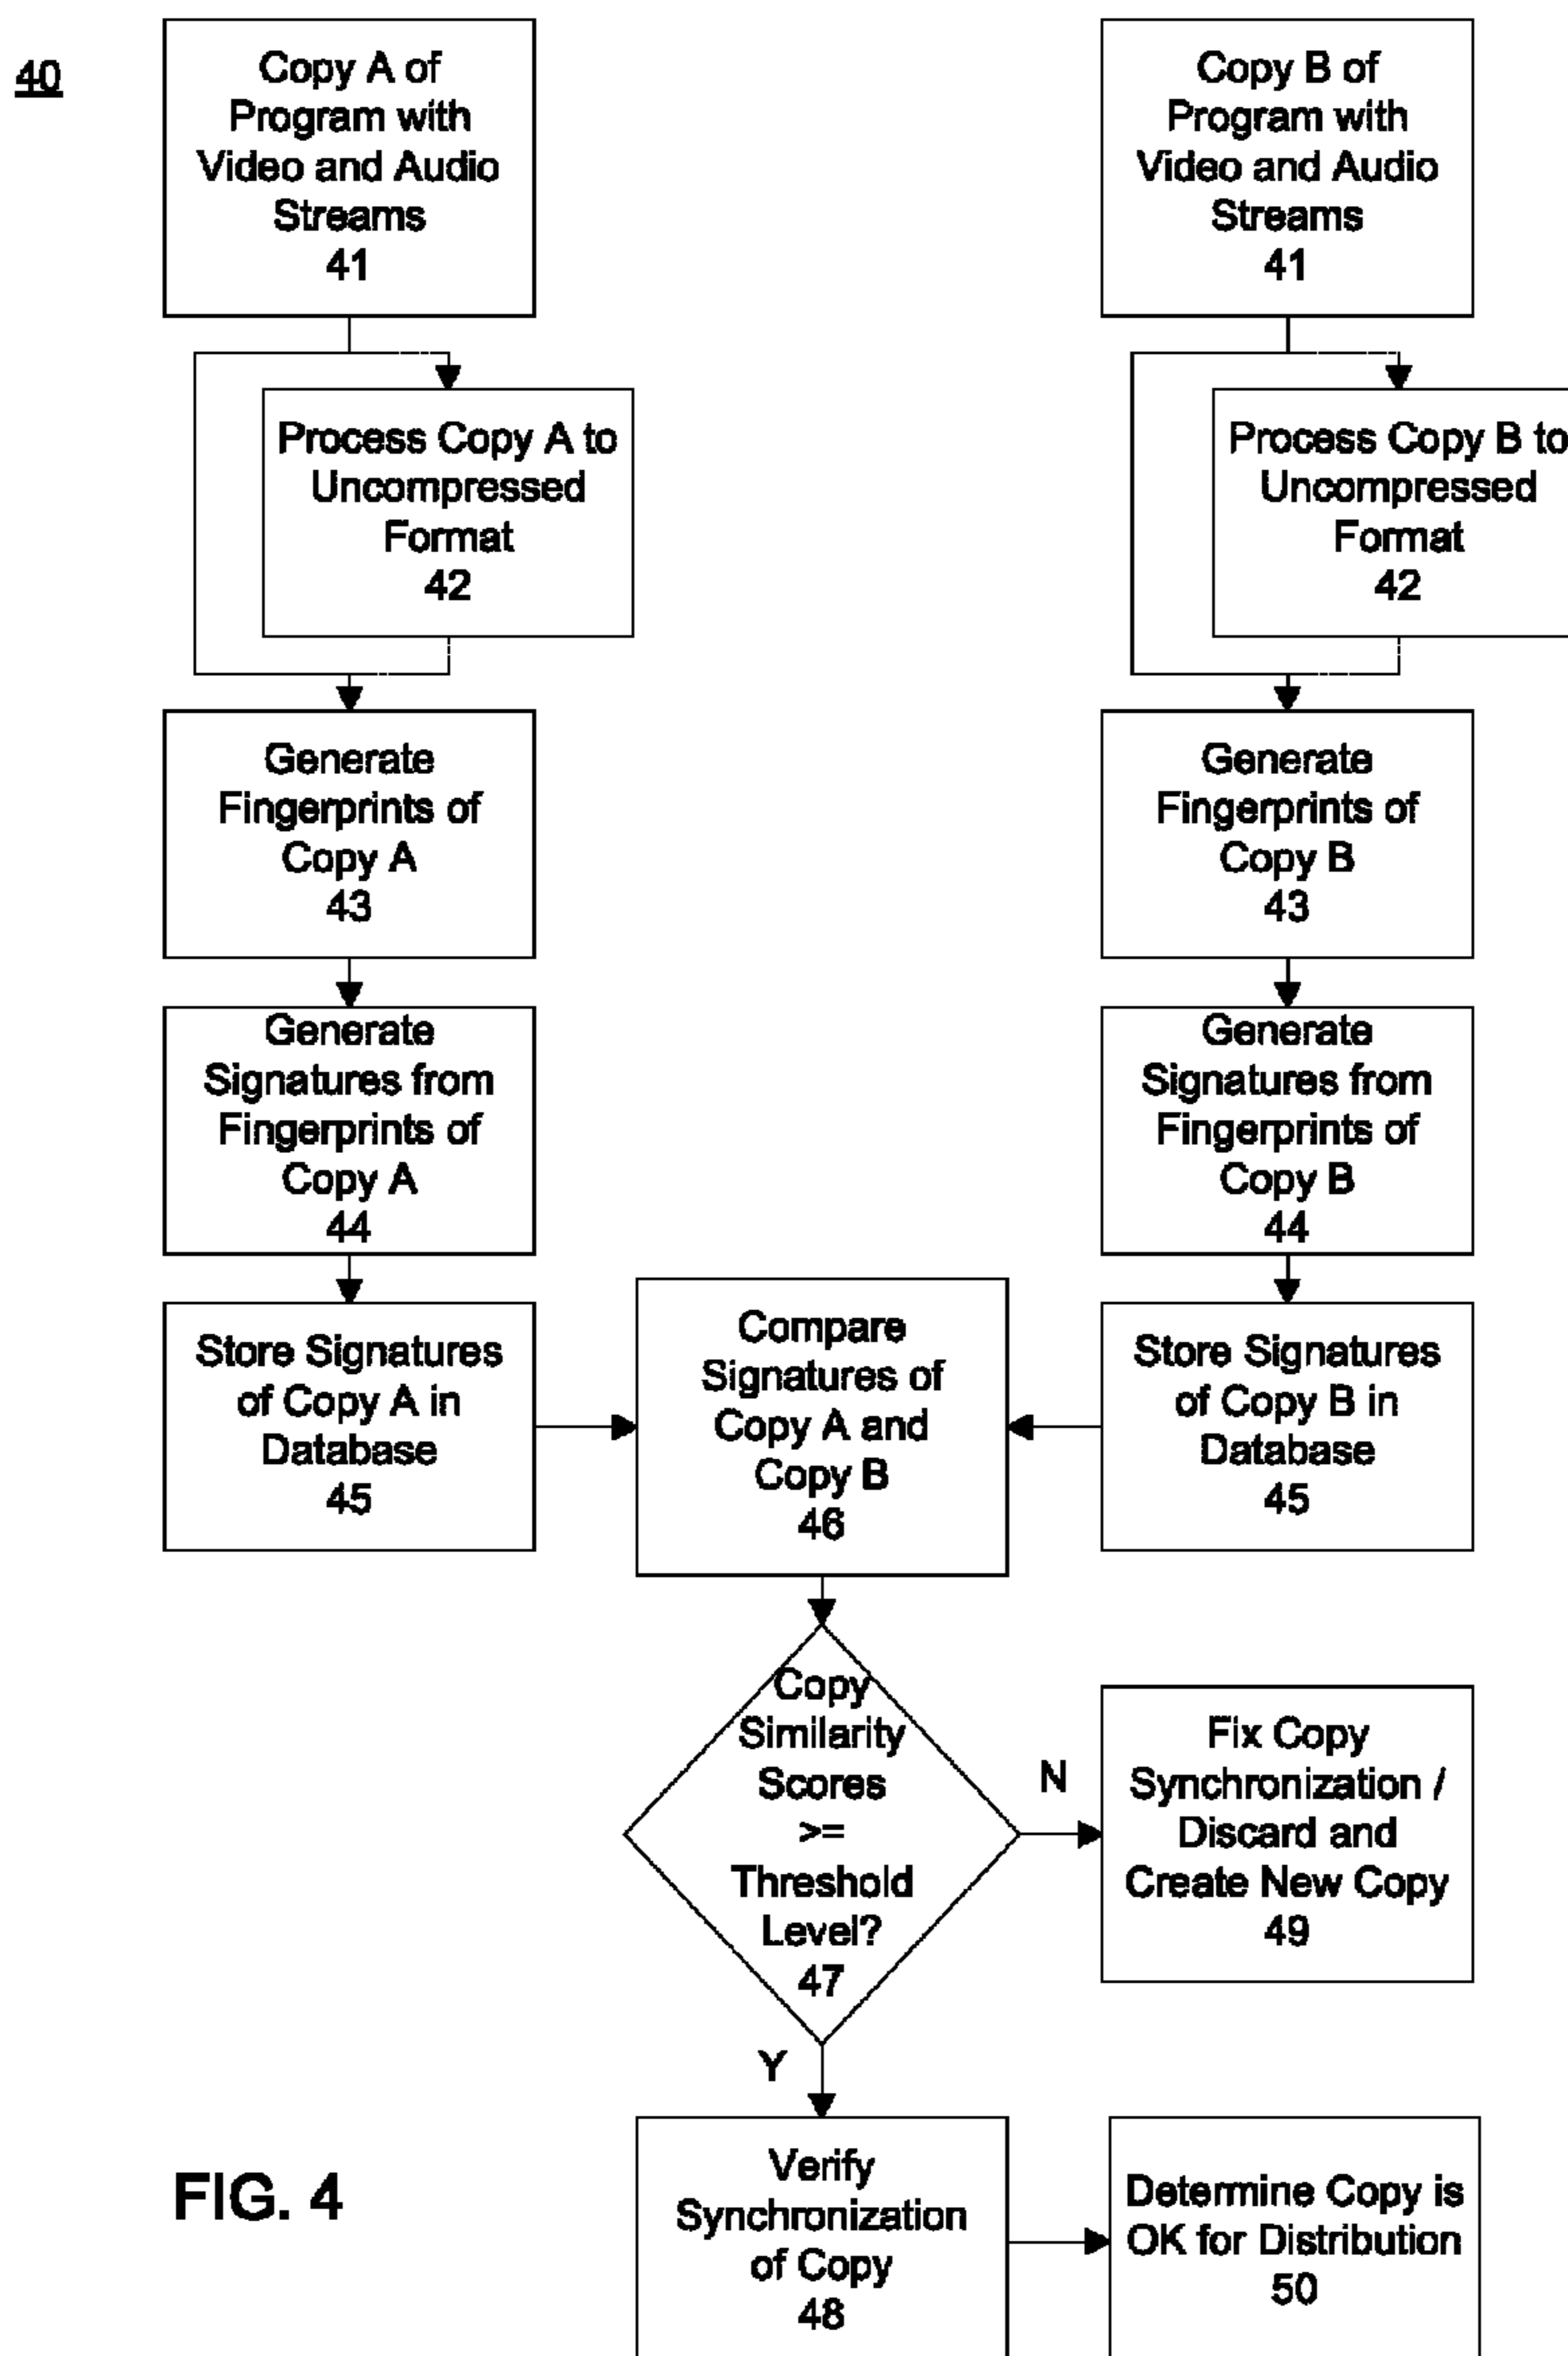 40
Copy A of
Program with
Video and Audio
Streams
41
Copy B of
Program with
Video and Audio
Streams
41
Process Copy A to
Uncompressed
Format
42
Process Copy B to
Uncompressed
Format
42
Generate
Fingerprints of
Copy A
43
Generate
Fingerprints of
Copy B
43
Generate
Signatures from
Fingerprints of
Copy A
44
Generate
Signatures from
Fingerprints of
Copy B
44
Store Signatures
of Copy A in
Database
45
Compare
Signatures of
Copy A and
Copy B
46
Store Signatures
of Copy B in
Database
45
Copy
Similarity
Scores
>=
Threshold
Level?
47
N
Fix Copy
Synchronization /
Discard and
Create New Copy
49
Y
Verify
Synchronization
of Copy
48
Determine Copy is
OK for Distribution
50
FIG. 4